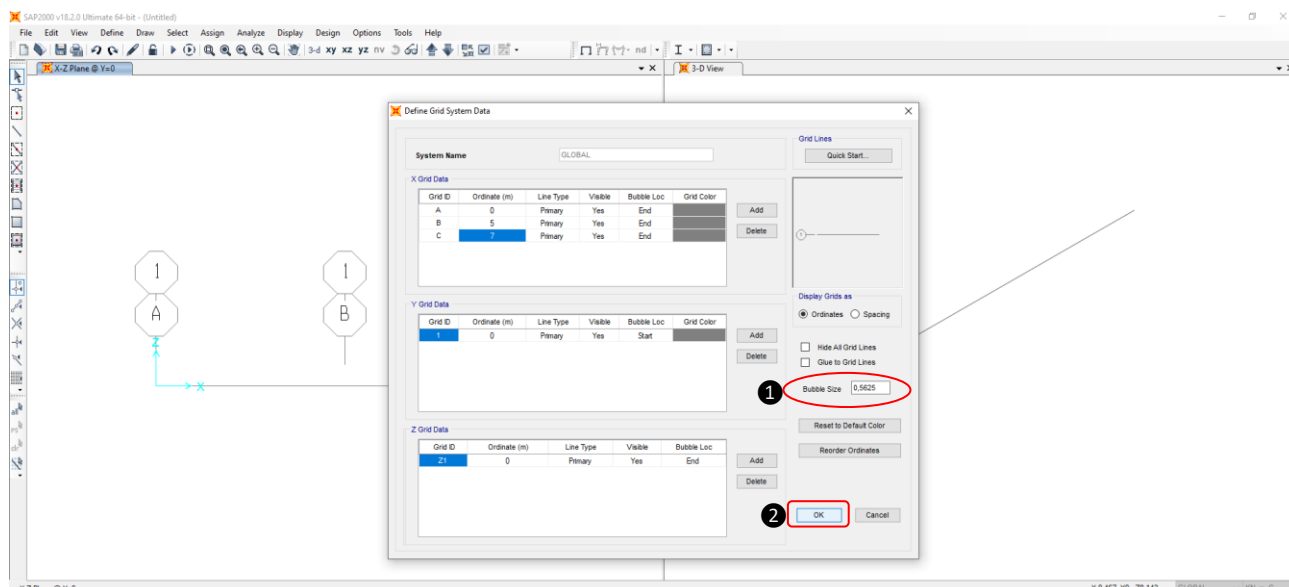 SAP2000 v18.2.0 Ultimate 64-bit - (Untitled)
File Edit View Define Draw Select Assign Analyze Display Design Options Tools Help
3-d xy xz yz nv nd
X-Z Plane @ Y=0
3-D View
Define Grid System Data
System Name GLOBAL
Grid Lines
Quick Start...
X Grid Data
Grid ID Ordinate (m) Line Type Visible Bubble Loc Grid Color
A 0 Primary Yes End
B 5 Primary Yes End
C 7 Primary Yes End
Add
Delete
1
1
A
B
Z
X
1
Y Grid Data
Grid ID Ordinate (m) Line Type Visible Bubble Loc Grid Color
1 0 Primary Yes Start
Add
Delete
Display Grids as
Ordinates Spacing
Hide All Grid Lines
Glue to Grid Lines
1 Bubble Size 0,5625
Reset to Default Color
Reorder Ordinates
Z Grid Data
Grid ID Ordinate (m) Line Type Visible Bubble Loc
Z1 0 Primary Yes End
Add
Delete
2 OK Cancel
GLOBAL